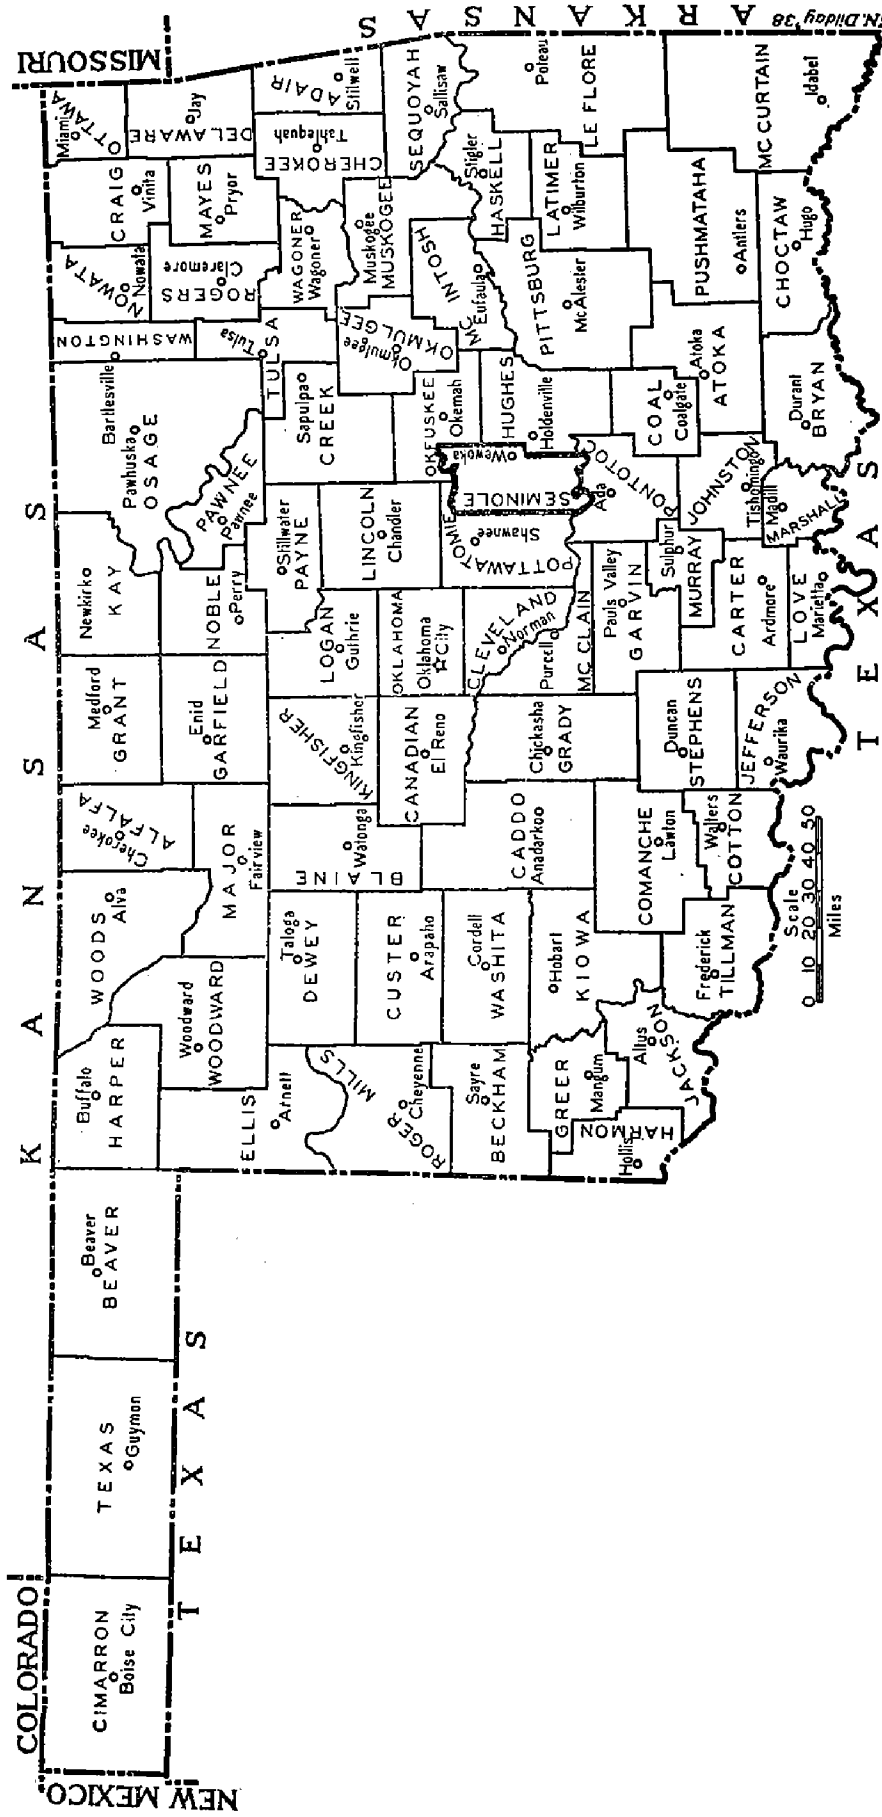 COLORADO
NEW MEXICO
K A N S A S
MISSOURI
A R K A N S A S
T E X A S
T E X A S
CIMARRON
Boise City
TEXAS
Guymon
Beaver
BEAVER
Buffalo
HARPER
WOODS
Alva
ALFALFA
Cherokee
Medford
GRANT
Newkirk
KAY
Pawhuska
OSAGE
Bartlesville
WASHINGTON
NOWATA
Nowata
CRAIG
Vinita
OTTAWA
Miami
ELLIS
Arnett
Woodward
WOODWARD
MAJOR
Fairview
Enid
GARFIELD
NOBLE
Perry
PAWNEE
Pawnee
TULSA
Tulsa
ROGERS
Claremore
MAYES
Pryor
DELAWARE
Jay
ROGER MILLS
Cheyenne
Taloga
DEWEY
BLAINE
Watonga
KINGFISHER
Kingfisher
LOGAN
Guthrie
Stillwater
PAYNE
CREEK
Sapulpa
WAGONER
Wagoner
CHEROKEE
Tahlequah
ADAIR
Stilwell
CUSTER
Arapaho
CANADIAN
El Reno
OKLAHOMA
Oklahoma
City
LINCOLN
Chandler
OKFUSKEE
Okemah
OKMULGEE
Okmulgee
Muskogee
MUSKOGEE
SEQUOYAH
Sallisaw
Sayre
BECKHAM
Cordell
WASHITA
CADDO
Anadarko
Chickasha
GRADY
CLEVELAND
Norman
Purcell
MC CLAIN
POTTAWATOMIE
Shawnee
SEMINOLE
Wewoka
HUGHES
Holdenville
MC INTOSH
Eufaula
Stigler
HASKELL
PITTSBURG
McAlester
LATIMER
Wilburton
Poteau
LE FLORE
GREER
Mangum
HARMON
Hollis
Hobart
KIOWA
Altus
JACKSON
COMANCHE
Lawton
Duncan
STEPHENS
Pauls Valley
GARVIN
Ada
PONTOTOC
COAL
Coalgate
Sulphur
MURRAY
JOHNSTON
Tishomingo
Atoka
ATOKA
PUSHMATAHA
Antlers
Frederick
TILLMAN
Walters
COTTON
JEFFERSON
Waurika
CARTER
Ardmore
LOVE
Marietta
Madill
MARSHALL
Durant
BRYAN
CHOCTAW
Hugo
MC CURTAIN
Idabel
Scale
0 10 20 30 40 50
Miles
N. Dilday '38